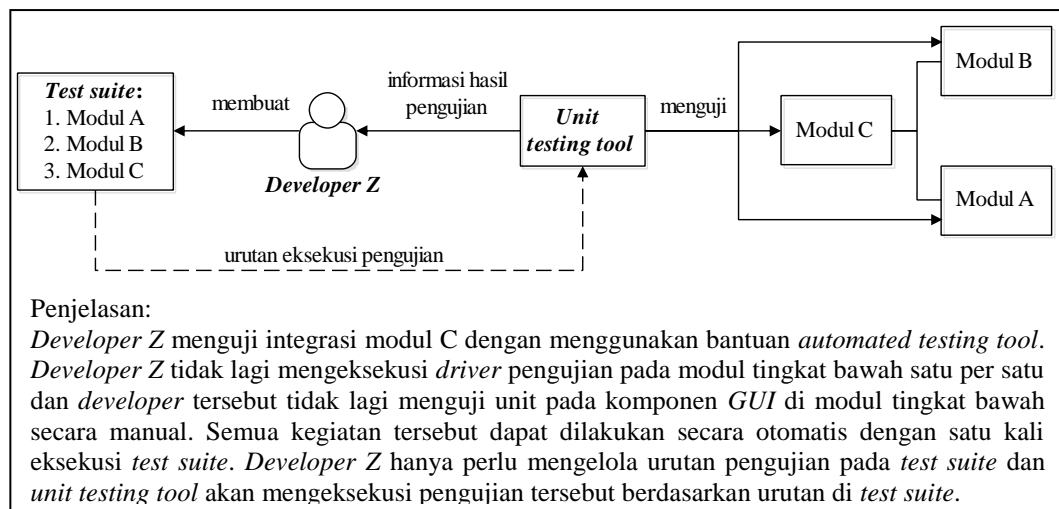 Test suite:
1. Modul A
2. Modul B
3. Modul C
membuat
Developer Z
informasi hasil
pengujian
Unit
testing tool
menguji
Modul B
Modul C
Modul A
urutan eksekusi pengujian
Penjelasan:
Developer Z menguji integrasi modul C dengan menggunakan bantuan automated testing tool.
Developer Z tidak lagi mengeksekusi driver pengujian pada modul tingkat bawah satu per satu
dan developer tersebut tidak lagi menguji unit pada komponen GUI di modul tingkat bawah
secara manual. Semua kegiatan tersebut dapat dilakukan secara otomatis dengan satu kali
eksekusi test suite. Developer Z hanya perlu mengelola urutan pengujian pada test suite dan
unit testing tool akan mengeksekusi pengujian tersebut berdasarkan urutan di test suite.